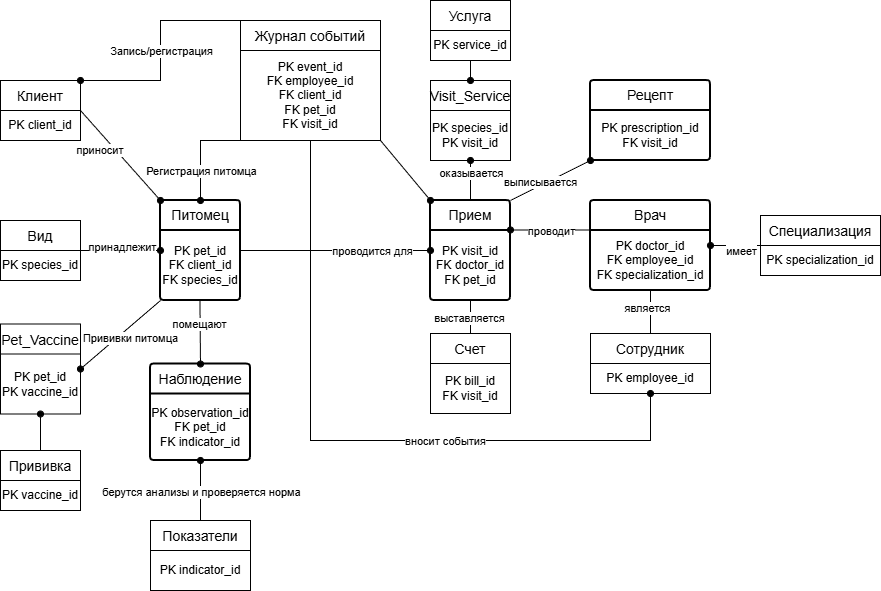 Услуга
PK service_id
Журнал событий
PK event_id
FK employee_id
FK client_id
FK pet_id
FK visit_id
Запись/регистрация
Клиент
PK client_id
Visit_Service
PK species_id
PK visit_id
Рецепт
PK prescription_id
FK visit_id
приносит
Регистрация питомца
оказывается
выписывается
Питомец
PK pet_id
FK client_id
FK species_id
Прием
PK visit_id
FK doctor_id
FK pet_id
проводит
Врач
PK doctor_id
FK employee_id
FK specialization_id
Специализация
PK specialization_id
имеет
Вид
PK species_id
принадлежит
проводится для
помещают
выставляется
является
Pet_Vaccine
PK pet_id
PK vaccine_id
Прививки питомца
Наблюдение
PK observation_id
FK pet_id
FK indicator_id
Счет
PK bill_id
FK visit_id
Сотрудник
PK employee_id
вносит события
Прививка
PK vaccine_id
берутся анализы и проверяется норма
Показатели
PK indicator_id